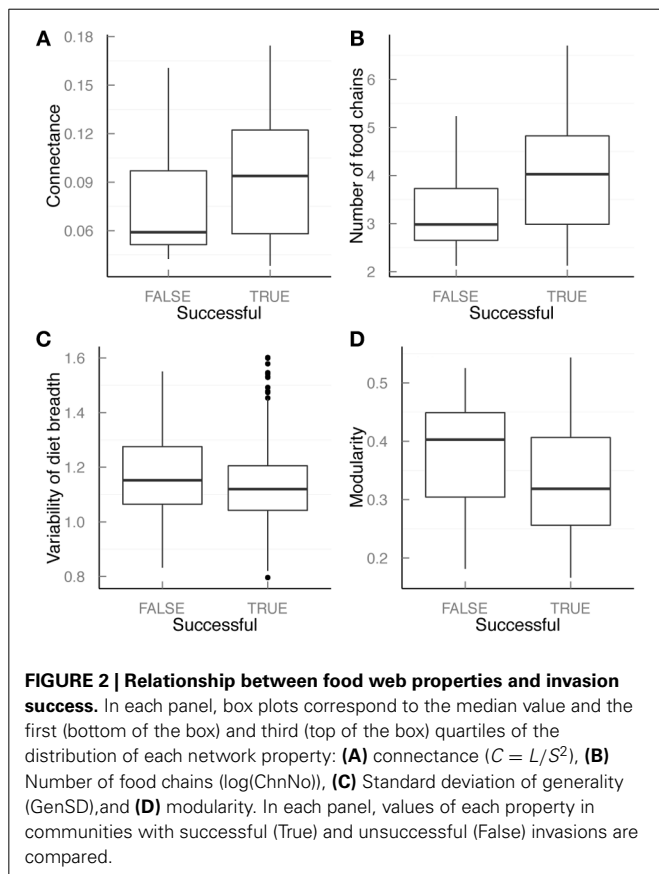 A
B
0.18
0.15
0.12
0.09
0.06
Connectance
FALSE
TRUE
Successful
6
5
4
3
2
Number of food chains
FALSE
TRUE
Successful
C
D
1.6
1.4
1.2
1.0
0.8
Variability of diet breadth
FALSE
TRUE
Successful
0.5
0.4
0.3
0.2
Modularity
FALSE
TRUE
Successful
FIGURE 2 | Relationship between food web properties and invasion
success. In each panel, box plots correspond to the median value and the
first (bottom of the box) and third (top of the box) quartiles of the
distribution of each network property: (A) connectance (C = L/S²), (B)
Number of food chains (log(ChnNo)), (C) Standard deviation of generality
(GenSD),and (D) modularity. In each panel, values of each property in
communities with successful (True) and unsuccessful (False) invasions are
compared.